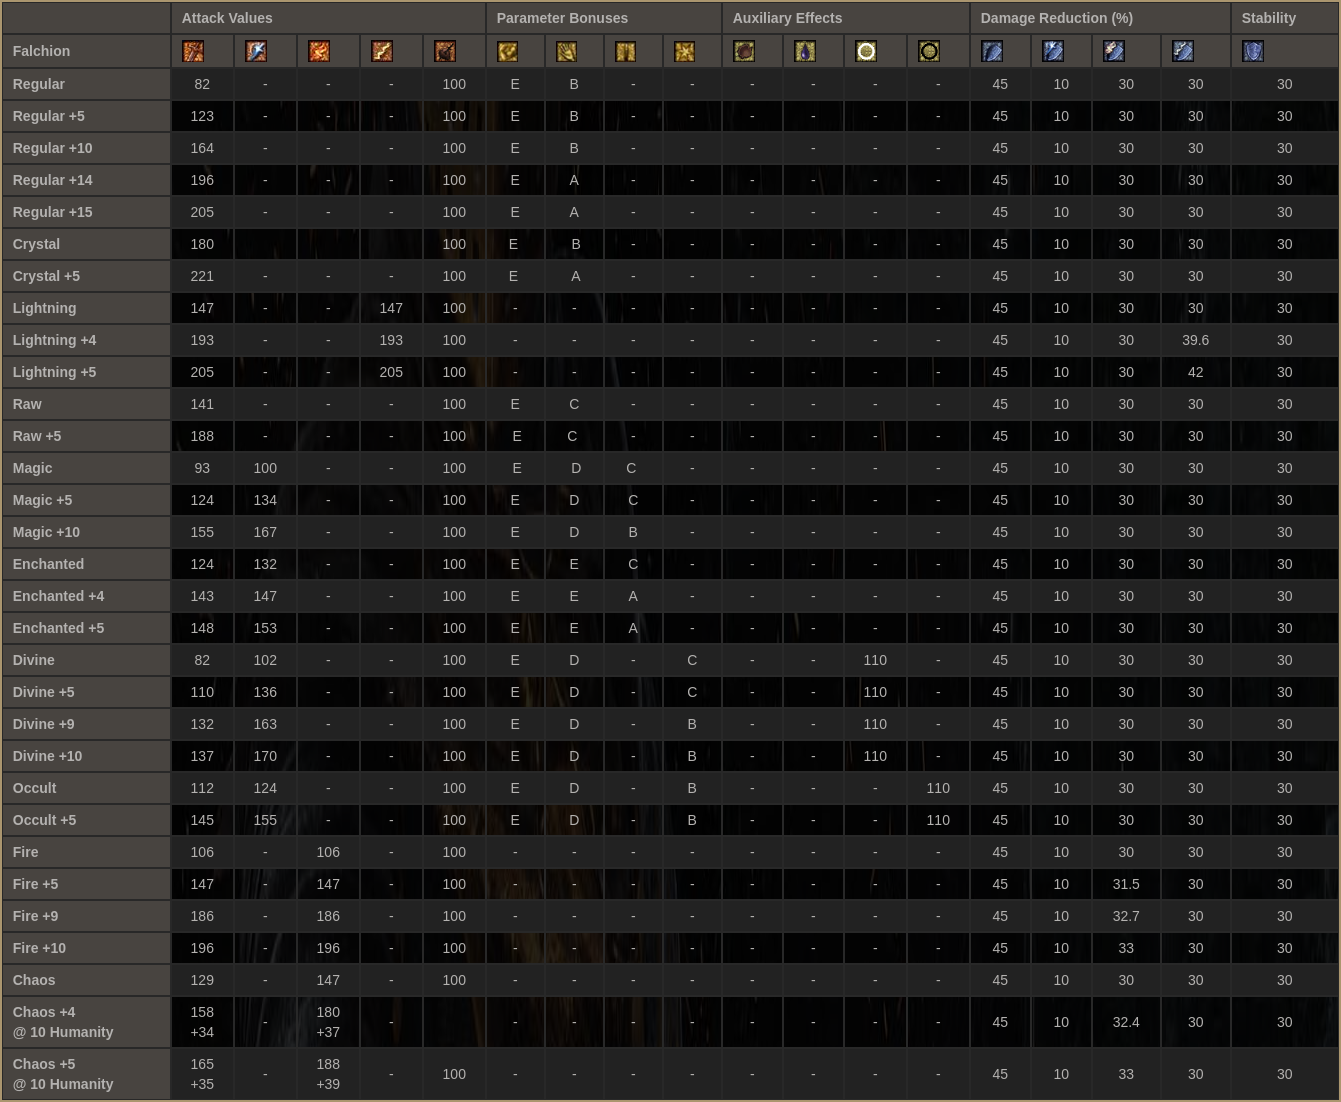 Attack Values Parameter Bonuses Auxiliary Effects Damage Reduction (%) Stability
Falchion
Regular 82 - - - 100 E B - - - - - - 45 10 30 30 30
Regular +5 123 - - - 100 E B - - - - - - 45 10 30 30 30
Regular +10 164 - - - 100 E B - - - - - - 45 10 30 30 30
Regular +14 196 - - - 100 E A - - - - - - 45 10 30 30 30
Regular +15 205 - - - 100 E A - - - - - - 45 10 30 30 30
Crystal 180 100 E B - - - - - - 45 10 30 30 30
Crystal +5 221 - - - 100 E A - - - - - - 45 10 30 30 30
Lightning 147 - - 147 100 - - - - - - - - 45 10 30 30 30
Lightning +4 193 - - 193 100 - - - - - - - - 45 10 30 39.6 30
Lightning +5 205 - - 205 100 - - - - - - - - 45 10 30 42 30
Raw 141 - - - 100 E C - - - - - - 45 10 30 30 30
Raw +5 188 - - - 100 E C - - - - - - 45 10 30 30 30
Magic 93 100 - - 100 E D C - - - - - 45 10 30 30 30
Magic +5 124 134 - - 100 E D C - - - - - 45 10 30 30 30
Magic +10 155 167 - - 100 E D B - - - - - 45 10 30 30 30
Enchanted 124 132 - - 100 E E C - - - - - 45 10 30 30 30
Enchanted +4 143 147 - - 100 E E A - - - - - 45 10 30 30 30
Enchanted +5 148 153 - - 100 E E A - - - - - 45 10 30 30 30
Divine 82 102 - - 100 E D - C - - 110 - 45 10 30 30 30
Divine +5 110 136 - - 100 E D - C - - 110 - 45 10 30 30 30
Divine +9 132 163 - - 100 E D - B - - 110 - 45 10 30 30 30
Divine +10 137 170 - - 100 E D - B - - 110 - 45 10 30 30 30
Occult 112 124 - - 100 E D - B - - - 110 45 10 30 30 30
Occult +5 145 155 - - 100 E D - B - - - 110 45 10 30 30 30
Fire 106 - 106 - 100 - - - - - - - - 45 10 30 30 30
Fire +5 147 - 147 - 100 - - - - - - - - 45 10 31.5 30 30
Fire +9 186 - 186 - 100 - - - - - - - - 45 10 32.7 30 30
Fire +10 196 - 196 - 100 - - - - - - - - 45 10 33 30 30
Chaos 129 - 147 - 100 - - - - - - - - 45 10 30 30 30
Chaos +4 158 180
- - - - - - - - - - 45 10 32.4 30 30
@ 10 Humanity +34 +37
Chaos +5 165 188
- - 100 - - - - - - - - 45 10 33 30 30
@ 10 Humanity +35 +39